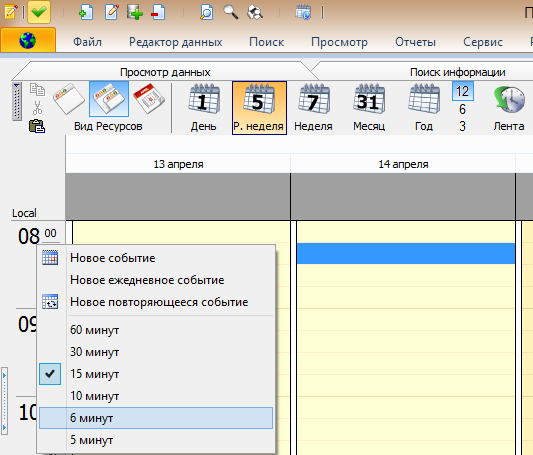 П
Файл Редактор данных Поиск Просмотр Отчеты Сервис
Просмотр данных Поиск информации
1 5 7 31 12
6
Вид Ресурсов День Р. неделя Неделя Месяц Год 3 Лента
13 апреля 14 апреля
Local
08 00
Новое событие
Новое ежедневное событие
Новое повторяющееся событие
09
60 минут
30 минут
15 минут
10 минут
10
6 минут
5 минут